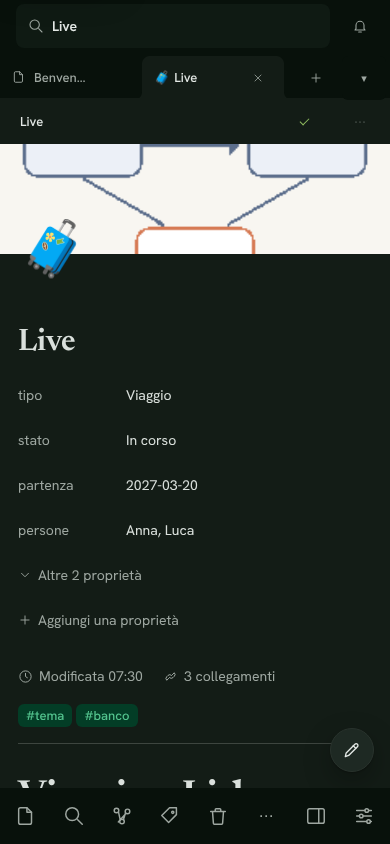 Live
Benven...
Live
Live
Live
tipo Viaggio
stato In corso
partenza 2027-03-20
persone Anna, Luca
Altre 2 proprietà
Aggiungi una proprietà
Modificata 07:30 3 collegamenti
#tema #banco